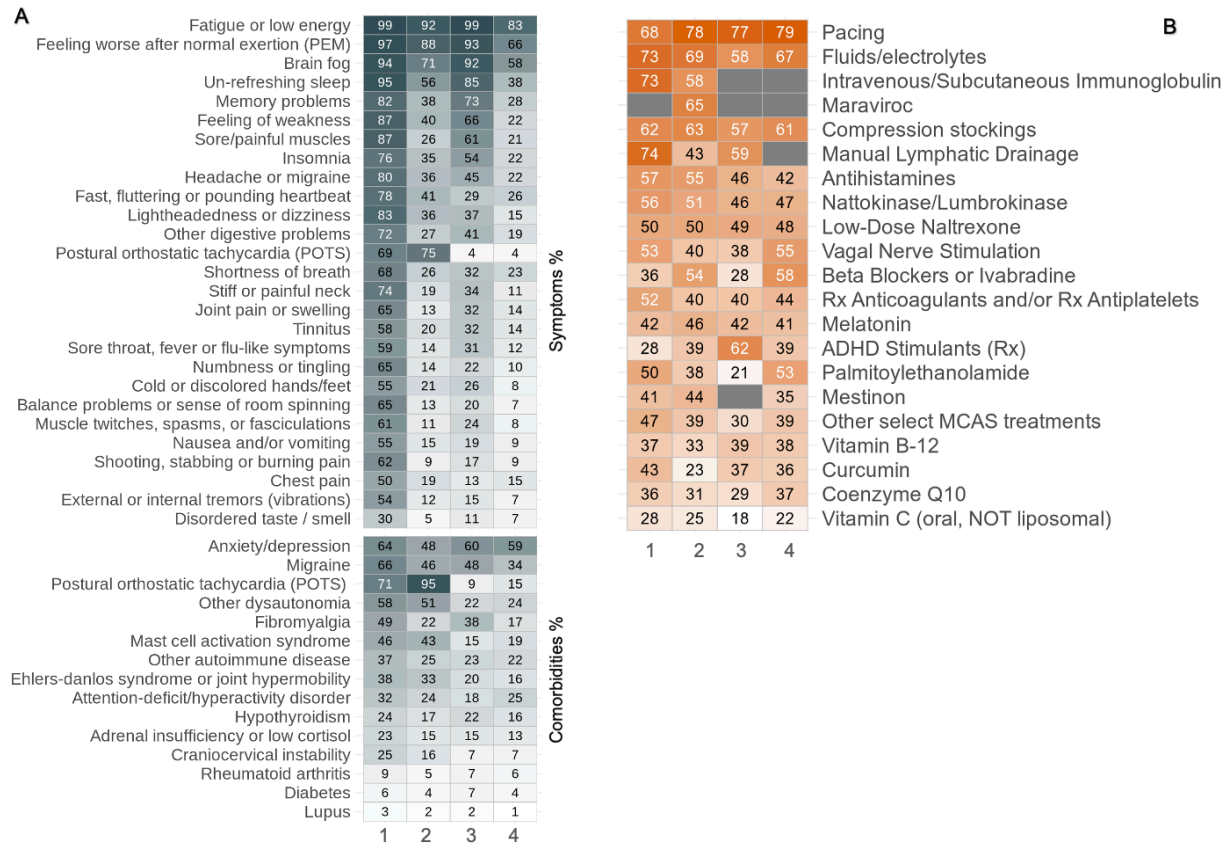 A
Fatigue or low energy 99 92 99 83
Feeling worse after normal exertion (PEM) 97 88 93 66
Brain fog 94 71 92 58
Un-refreshing sleep 95 56 85 38
Memory problems 82 38 73 28
Feeling of weakness 87 40 66 22
Sore/painful muscles 87 26 61 21
Insomnia 76 35 54 22
Headache or migraine 80 36 45 22
Fast, fluttering or pounding heartbeat 78 41 29 26
Lightheadedness or dizziness 83 36 37 15
Other digestive problems 72 27 41 19
Postural orthostatic tachycardia (POTS) 69 75 4 4
Shortness of breath 68 26 32 23
Stiff or painful neck 74 19 34 11
Joint pain or swelling 65 13 32 14
Tinnitus 58 20 32 14
Sore throat, fever or flu-like symptoms 59 14 31 12
Numbness or tingling 65 14 22 10
Cold or discolored hands/feet 55 21 26 8
Balance problems or sense of room spinning 65 13 20 7
Muscle twitches, spasms, or fasciculations 61 11 24 8
Nausea and/or vomiting 55 15 19 9
Shooting, stabbing or burning pain 62 9 17 9
Chest pain 50 19 13 15
External or internal tremors (vibrations) 54 12 15 7
Disordered taste / smell 30 5 11 7
Symptoms %
Anxiety/depression 64 48 60 59
Migraine 66 46 48 34
Postural orthostatic tachycardia (POTS) 71 95 9 15
Other dysautonomia 58 51 22 24
Fibromyalgia 49 22 38 17
Mast cell activation syndrome 46 43 15 19
Other autoimmune disease 37 25 23 22
Ehlers-danlos syndrome or joint hypermobility 38 33 20 16
Attention-deficit/hyperactivity disorder 32 24 18 25
Hypothyroidism 24 17 22 16
Adrenal insufficiency or low cortisol 23 15 15 13
Craniocervical instability 25 16 7 7
Rheumatoid arthritis 9 5 7 6
Diabetes 6 4 7 4
Lupus 3 2 2 1
Comorbidities %
1 2 3 4
B
68 78 77 79 Pacing
73 69 58 67 Fluids/electrolytes
73 58 Intravenous/Subcutaneous Immunoglobulin
65 Maraviroc
62 63 57 61 Compression stockings
74 43 59 Manual Lymphatic Drainage
57 55 46 42 Antihistamines
56 51 46 47 Nattokinase/Lumbrokinase
50 50 49 48 Low-Dose Naltrexone
53 40 38 55 Vagal Nerve Stimulation
36 54 28 58 Beta Blockers or Ivabradine
52 40 40 44 Rx Anticoagulants and/or Rx Antiplatelets
42 46 42 41 Melatonin
28 39 62 39 ADHD Stimulants (Rx)
50 38 21 53 Palmitoylethanolamide
41 44 35 Mestinon
47 39 30 39 Other select MCAS treatments
37 33 39 38 Vitamin B-12
43 23 37 36 Curcumin
36 31 29 37 Coenzyme Q10
28 25 18 22 Vitamin C (oral, NOT liposomal)
1 2 3 4